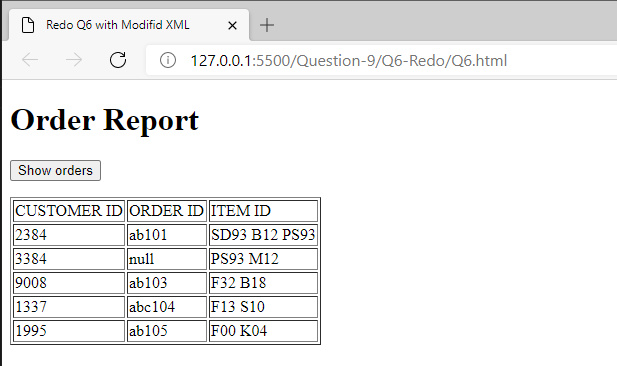 Redo Q6 with Modifid XML
127.0.0.1:5500/Question-9/Q6-Redo/Q6.html
Order Report
Show orders
CUSTOMER ID ORDER ID ITEM ID
2384 ab101 SD93 B12 PS93
3384 null PS93 M12
9008 ab103 F32 B18
1337 abc104 F13 S10
1995 ab105 F00 K04